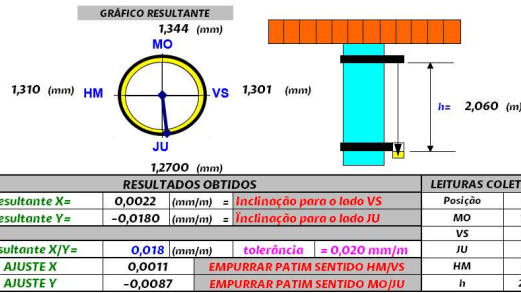 GRÁFICO RESULTANTE
1,344 (mm)
MO
1,310 (mm) HM VS 1,301 (mm)
h= 2,060 (m)
JU
1,2700 (mm)
RESULTADOS OBTIDOS LEITURAS COLET
esultante X= 0,0022 (mm/m) = Inclinação para o lado VS Posição
esultante Y= -0,0180 (mm/m) = Ïnclinação para o lado JU MO
VS
sultante X/Y= 0,018 (mm/m) tolerância = 0,020 mm/m JU
AJUSTE X 0,0011 EMPURRAR PATIM SENTIDO HM/VS HM
AJUSTE Y -0,0087 EMPURRAR PATIM SENTIDO MO/JU h 2